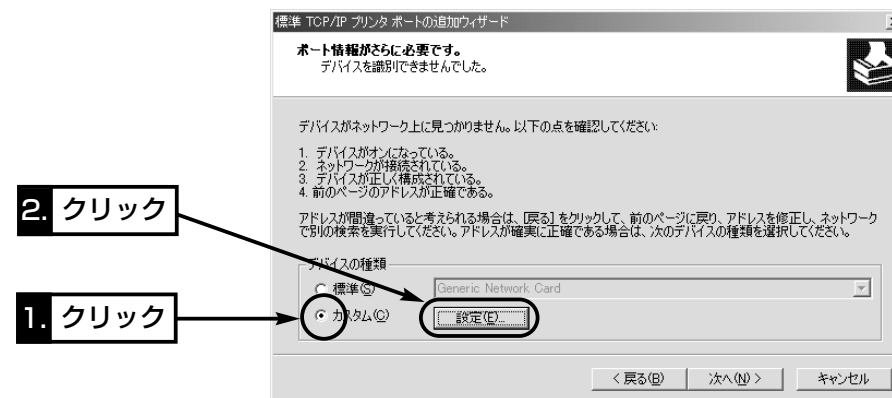 標準 TCP/IP プリンタ ポートの追加ウィザード
ポート情報がさらに必要です。
デバイスを識別できませんでした。
デバイスがネットワーク上に見つかりません。以下の点を確認してください:
1. デバイスがオンになっている。
2. ネットワークが接続されている。
3. デバイスが正しく構成されている。
4. 前のページのアドレスが正確である。
アドレスが間違っていると考えられる場合は、[戻る] をクリックして、前のページに戻り、アドレスを修正し、ネットワーク
で別の検索を実行してください。アドレスが確実に正確である場合は、次のデバイスの種類を選択してください。
2. クリック
デバイスの種類
標準(S)
Generic Network Card
1. クリック
カスタム(C)
設定(E)...
< 戻る(B)
次へ(N) >
キャンセル